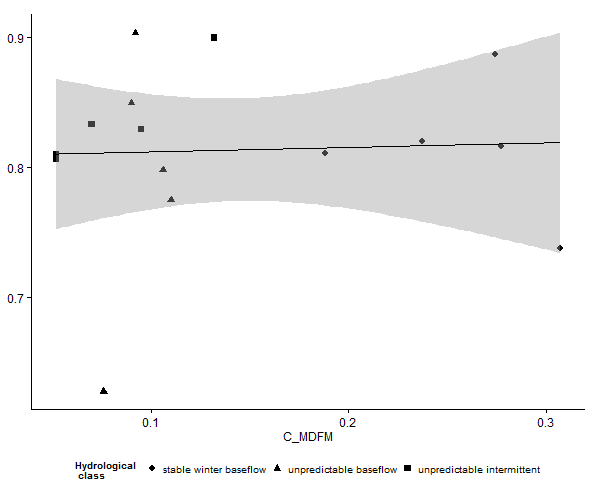 0.9
0.8
0.7
0.1 0.2 0.3
C_MDFM
Hydrological
class
stable winter baseflow unpredictable baseflow unpredictable intermittent